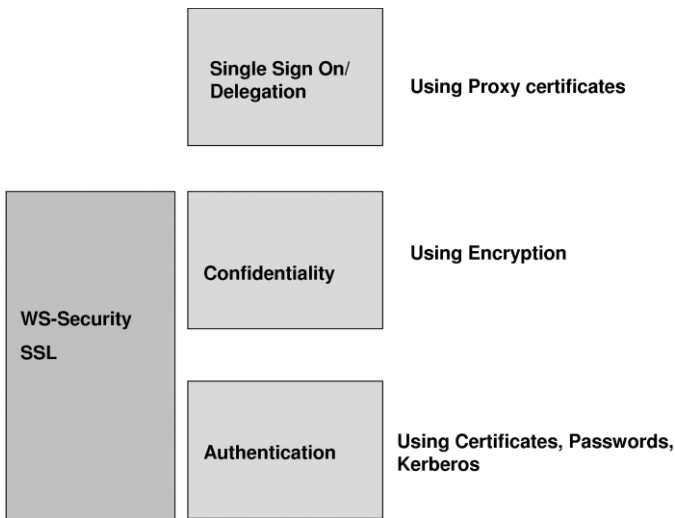 Single Sign On/
Delegation
Using Proxy certificates
Confidentiality
Using Encryption
WS-Security
SSL
Authentication
Using Certificates, Passwords,
Kerberos